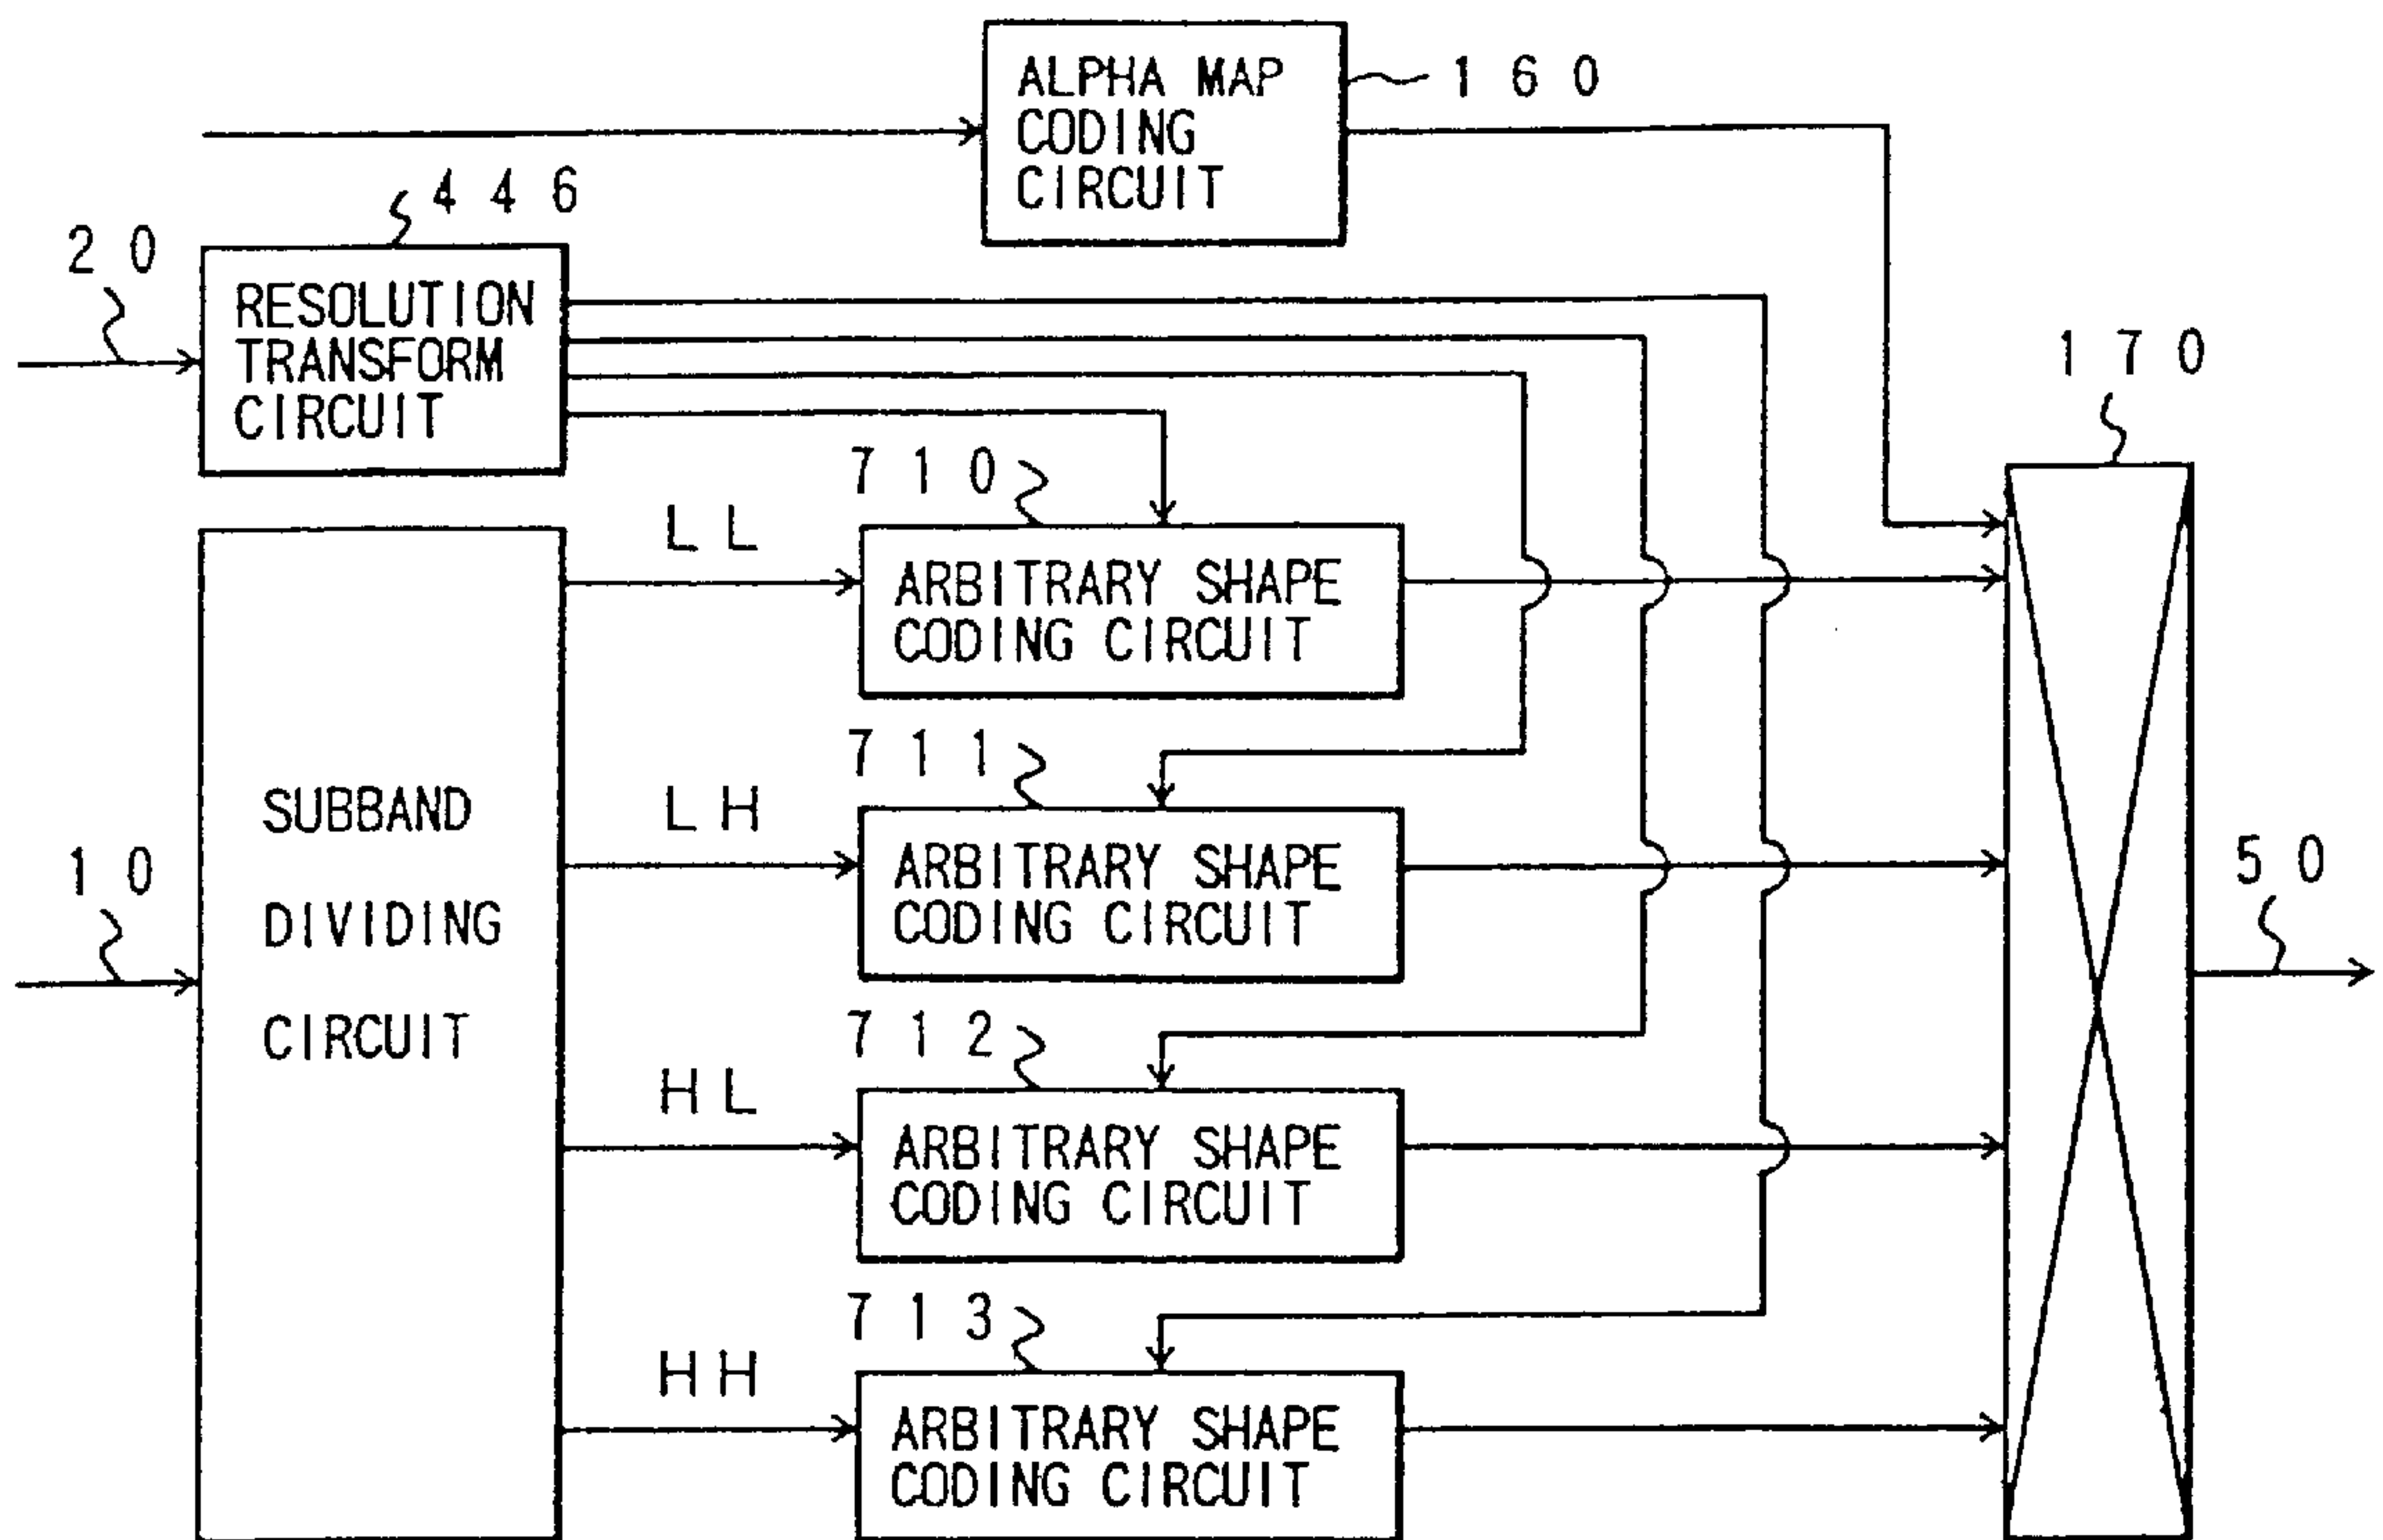 ALPHA MAP
CODING
CIRCUIT
160
446
20
RESOLUTION
TRANSFORM
CIRCUIT
170
710
LL
ARBITRARY SHAPE
CODING CIRCUIT
711
SUBBAND
DIVIDING
CIRCUIT
LH
10
ARBITRARY SHAPE
CODING CIRCUIT
50
712
HL
ARBITRARY SHAPE
CODING CIRCUIT
713
HH
ARBITRARY SHAPE
CODING CIRCUIT